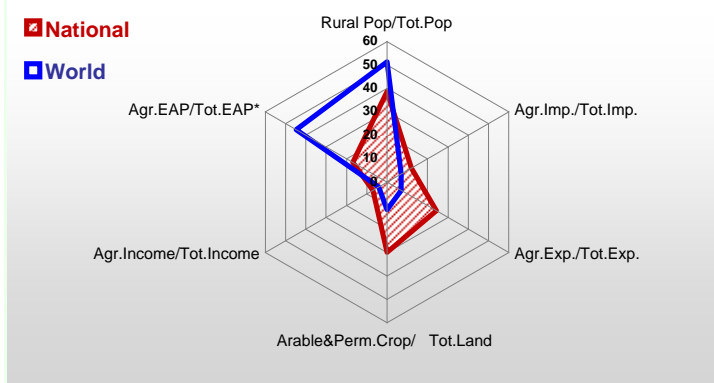 National
World
Rural Pop/Tot.Pop
60
50
40
30
20
10
0
Agr.EAP/Tot.EAP*
Agr.Imp./Tot.Imp.
Agr.Income/Tot.Income
Agr.Exp./Tot.Exp.
Arable&Perm.Crop/ Tot.Land